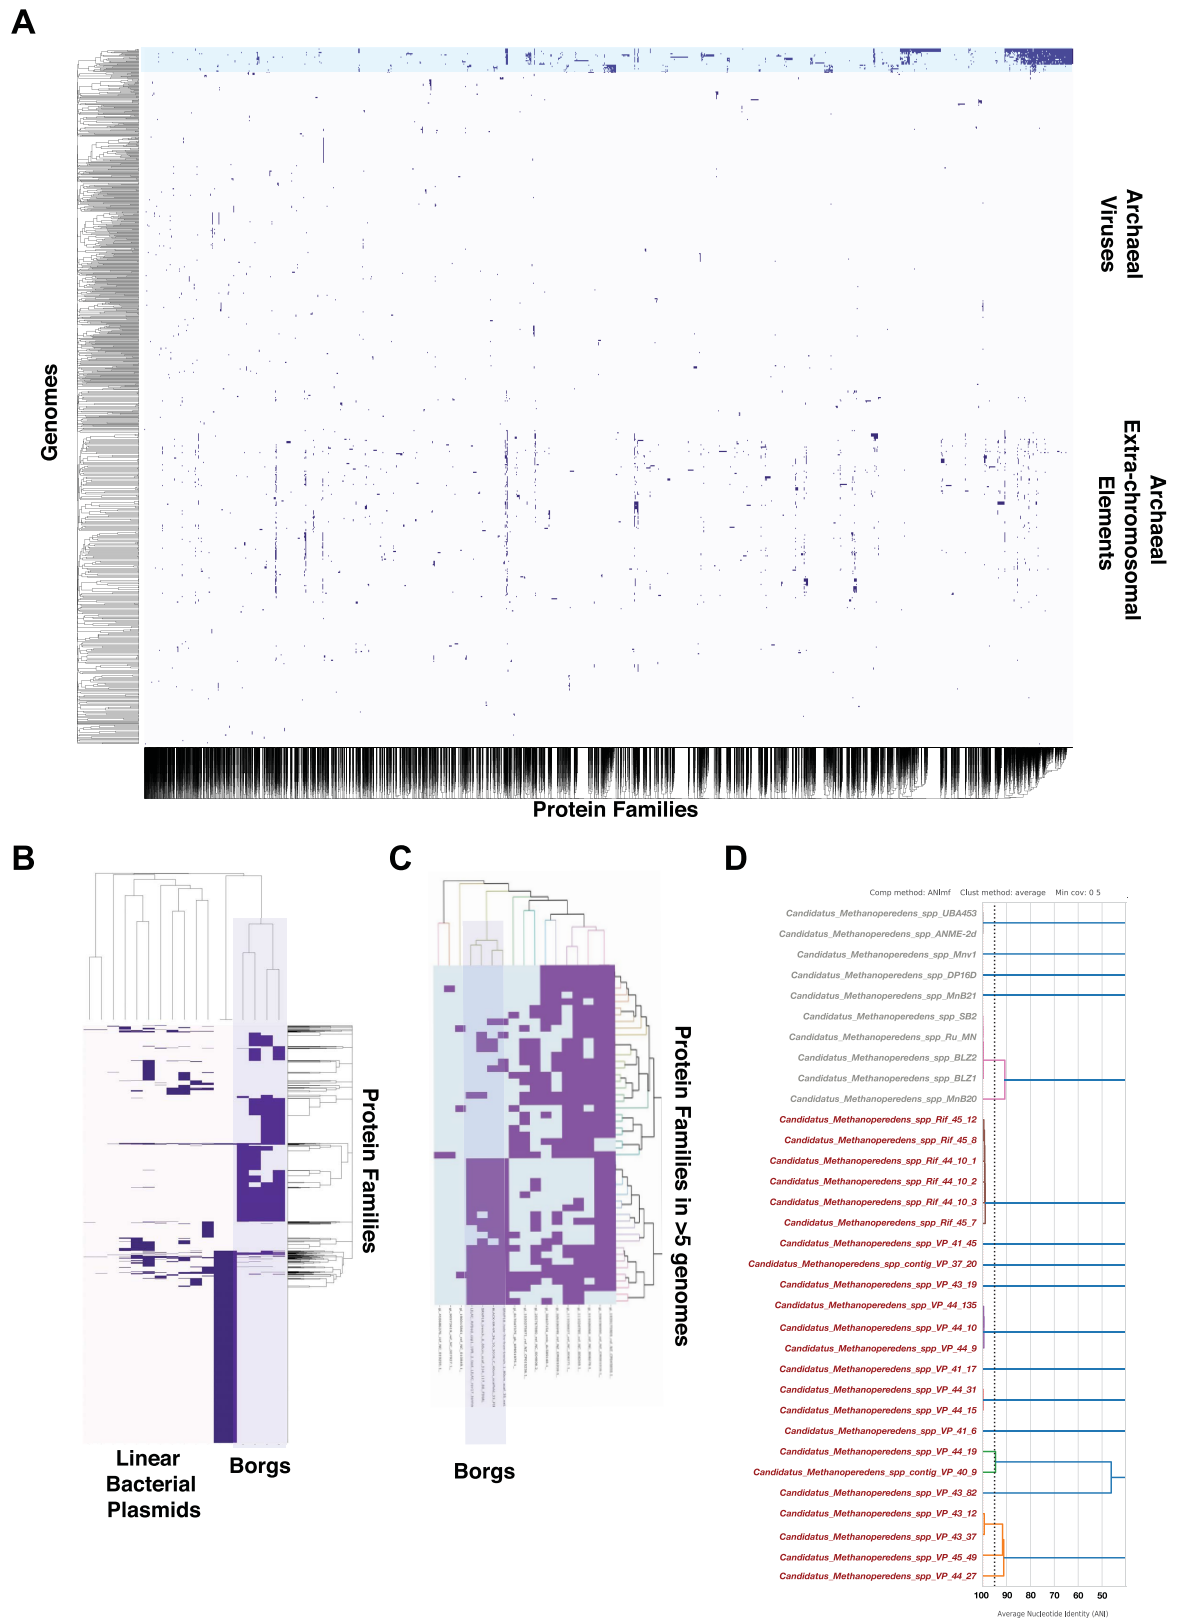 A
Genomes
Archaeal
Viruses
Archaeal
Extra-chromosomal
Elements
Protein Families
B
C
D
Protein Families
Linear
Bacterial
Plasmids
Borgs
Protein Families in >5 genomes
Borgs
Comp method: ANImf Clust method: average Min cov: 0 5
Candidatus_Methanoperedens_spp_UBA453
Candidatus_Methanoperedens_spp_ANME-2d
Candidatus_Methanoperedens_spp_Mnv1
Candidatus_Methanoperedens_spp_DP16D
Candidatus_Methanoperedens_spp_MnB21
Candidatus_Methanoperedens_spp_SB2
Candidatus_Methanoperedens_spp_Ru_MN
Candidatus_Methanoperedens_spp_BLZ2
Candidatus_Methanoperedens_spp_BLZ1
Candidatus_Methanoperedens_spp_MnB20
Candidatus_Methanoperedens_spp_Rif_45_12
Candidatus_Methanoperedens_spp_Rif_45_8
Candidatus_Methanoperedens_spp_Rif_44_10_1
Candidatus_Methanoperedens_spp_Rif_44_10_2
Candidatus_Methanoperedens_spp_Rif_44_10_3
Candidatus_Methanoperedens_spp_Rif_45_7
Candidatus_Methanoperedens_spp_VP_41_45
Candidatus_Methanoperedens_spp_contig_VP_37_20
Candidatus_Methanoperedens_spp_VP_43_19
Candidatus_Methanoperedens_spp_VP_44_135
Candidatus_Methanoperedens_spp_VP_44_10
Candidatus_Methanoperedens_spp_VP_44_9
Candidatus_Methanoperedens_spp_VP_41_17
Candidatus_Methanoperedens_spp_VP_44_31
Candidatus_Methanoperedens_spp_VP_44_15
Candidatus_Methanoperedens_spp_VP_41_6
Candidatus_Methanoperedens_spp_VP_44_19
Candidatus_Methanoperedens_spp_contig_VP_40_9
Candidatus_Methanoperedens_spp_VP_43_82
Candidatus_Methanoperedens_spp_VP_43_12
Candidatus_Methanoperedens_spp_VP_43_37
Candidatus_Methanoperedens_spp_VP_45_49
Candidatus_Methanoperedens_spp_VP_44_27
100 90 80 70 60 50
Average Nucleotide Identity (ANI)